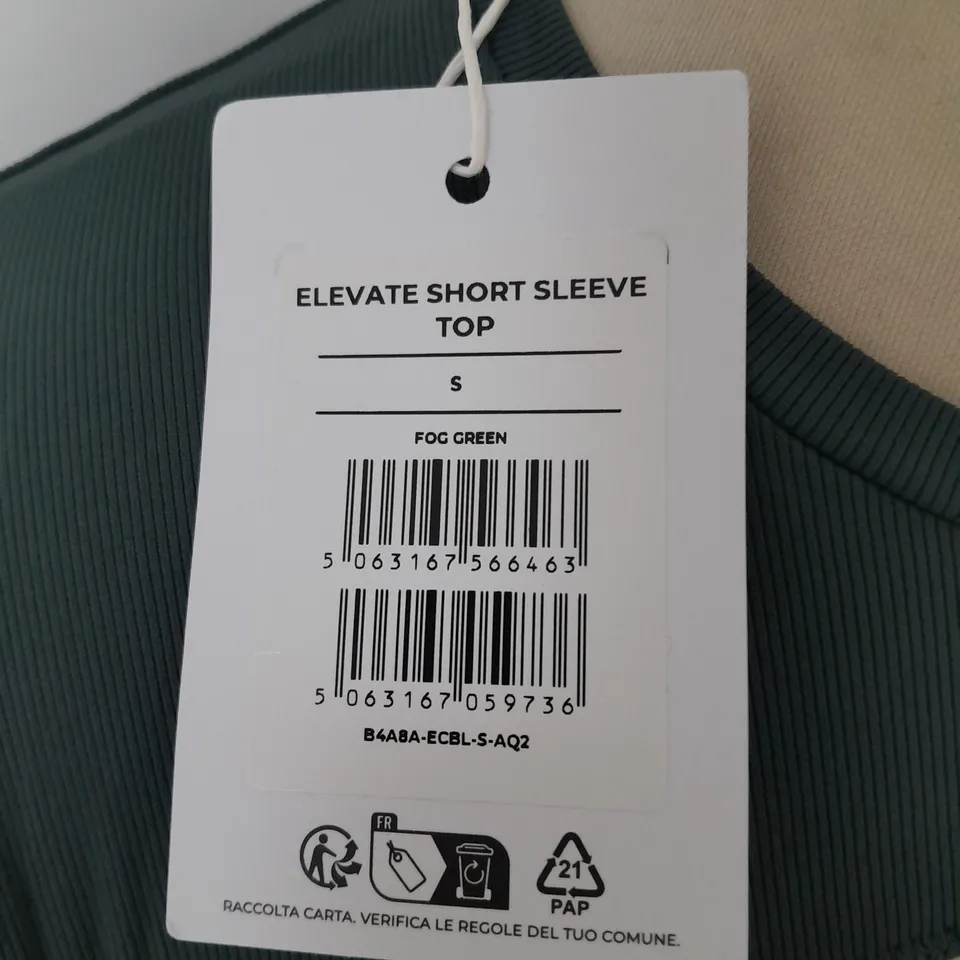 ELEVATE SHORT SLEEVE
TOP
S
FOG GREEN
5 063167 566463
5 063167 059736
B4A8A-ECBL-S-AQ2
FR
21
PAP
RACCOLTA CARTA. VERIFICA LE REGOLE DEL TUO COMUNE.